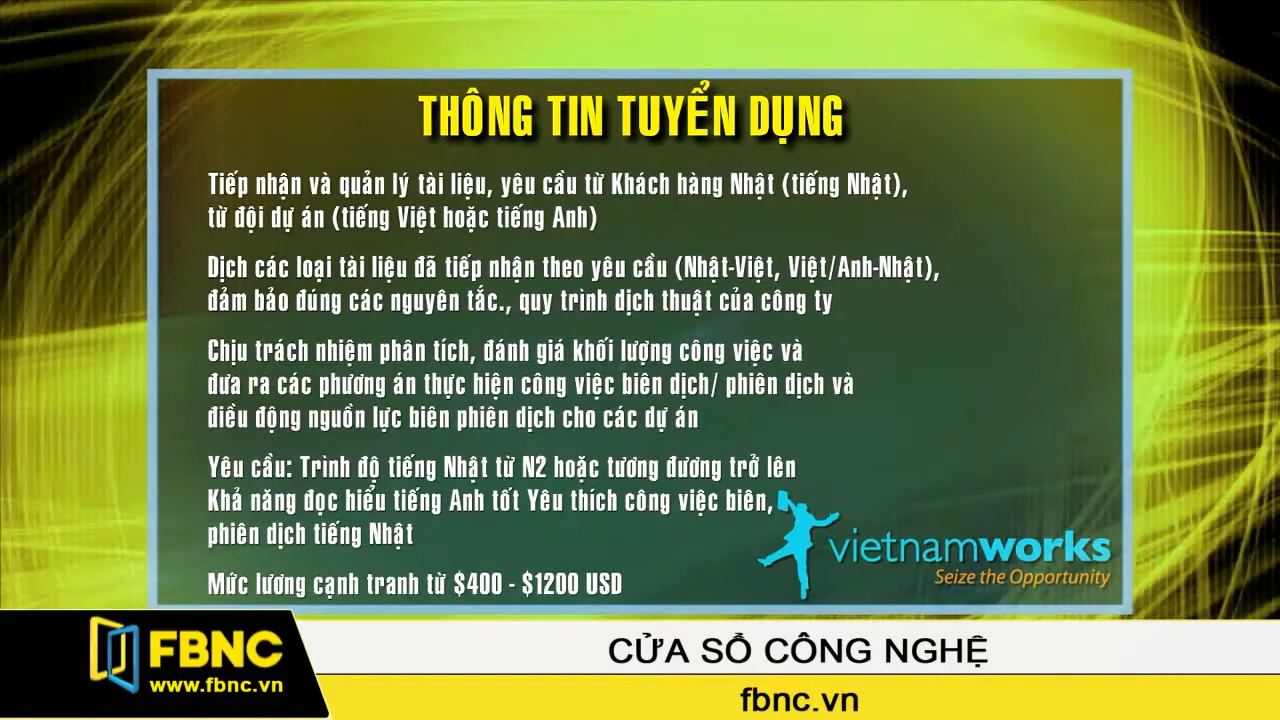 THÔNG TIN TUYỂN DỤNG
Tiếp nhận và quản lý tài liệu, yêu cầu từ Khách hàng Nhật (tiếng Nhật),
từ đội dự án (tiếng Việt hoặc tiếng Anh)
Dịch các loại tài liệu đã tiếp nhận theo yêu cầu (Nhật-Việt, Việt/Anh-Nhật),
đảm bảo đúng các nguyên tắc., quy trình dịch thuật của công ty
Chịu trách nhiệm phân tích, đánh giá khối lượng công việc và
đưa ra các phương án thực hiện công việc biên dịch/ phiên dịch và
điều động nguồn lực biên phiên dịch cho các dự án
Yêu cầu: Trình độ tiếng Nhật từ N2 hoặc tương đương trở lên
Khả năng đọc hiểu tiếng Anh tốt Yêu thích công việc biên,
phiên dịch tiếng Nhật
Mức lương cạnh tranh từ $400 - $1200 USD
vietnamworks
Seize the Opportunity
FBNC
www.fbnc.vn
CỬA SỔ CÔNG NGHỆ
fbnc.vn